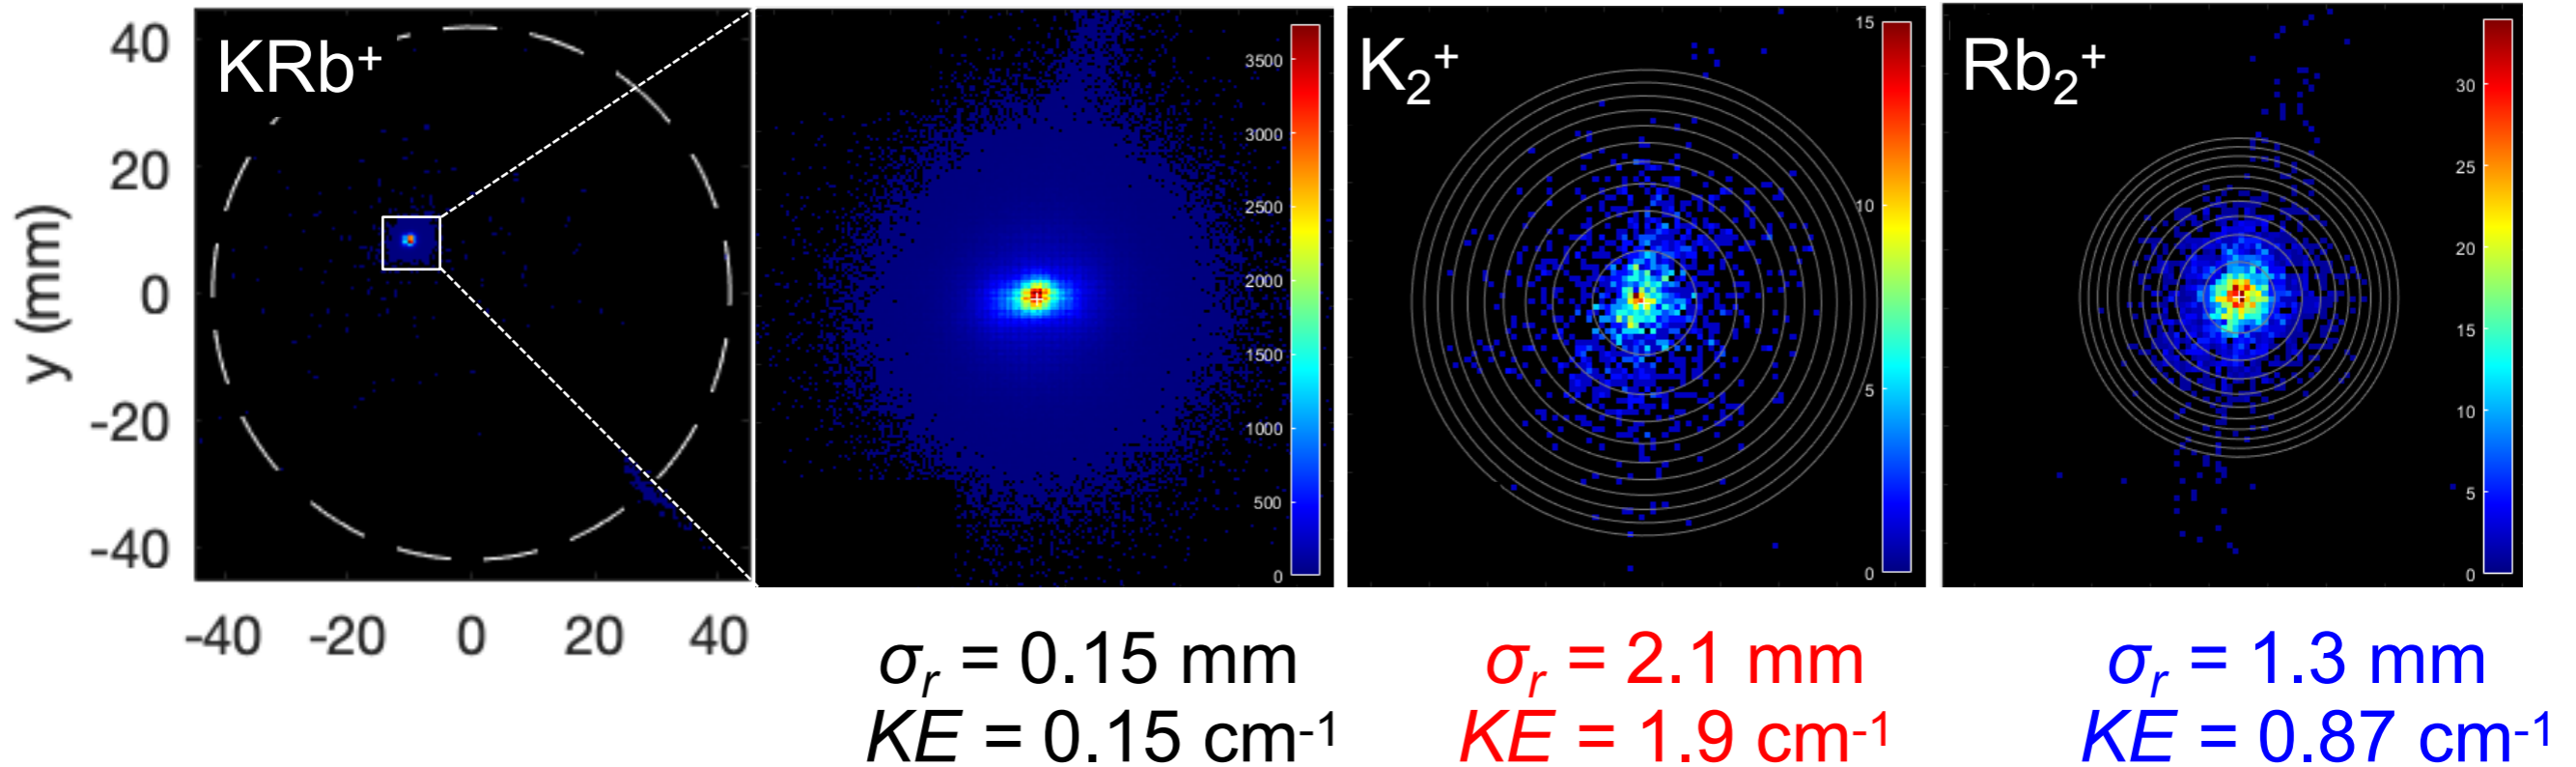 KRb+
K2+
Rb2+
y (mm)
40
20
0
-20
-40
-40
-20
0
20
40
3500
3000
2500
2000
1500
1000
500
0
15
10
5
0
30
25
20
15
10
5
0
σr = 0.15 mm
KE = 0.15 cm-1
σr = 2.1 mm
KE = 1.9 cm-1
σr = 1.3 mm
KE = 0.87 cm-1